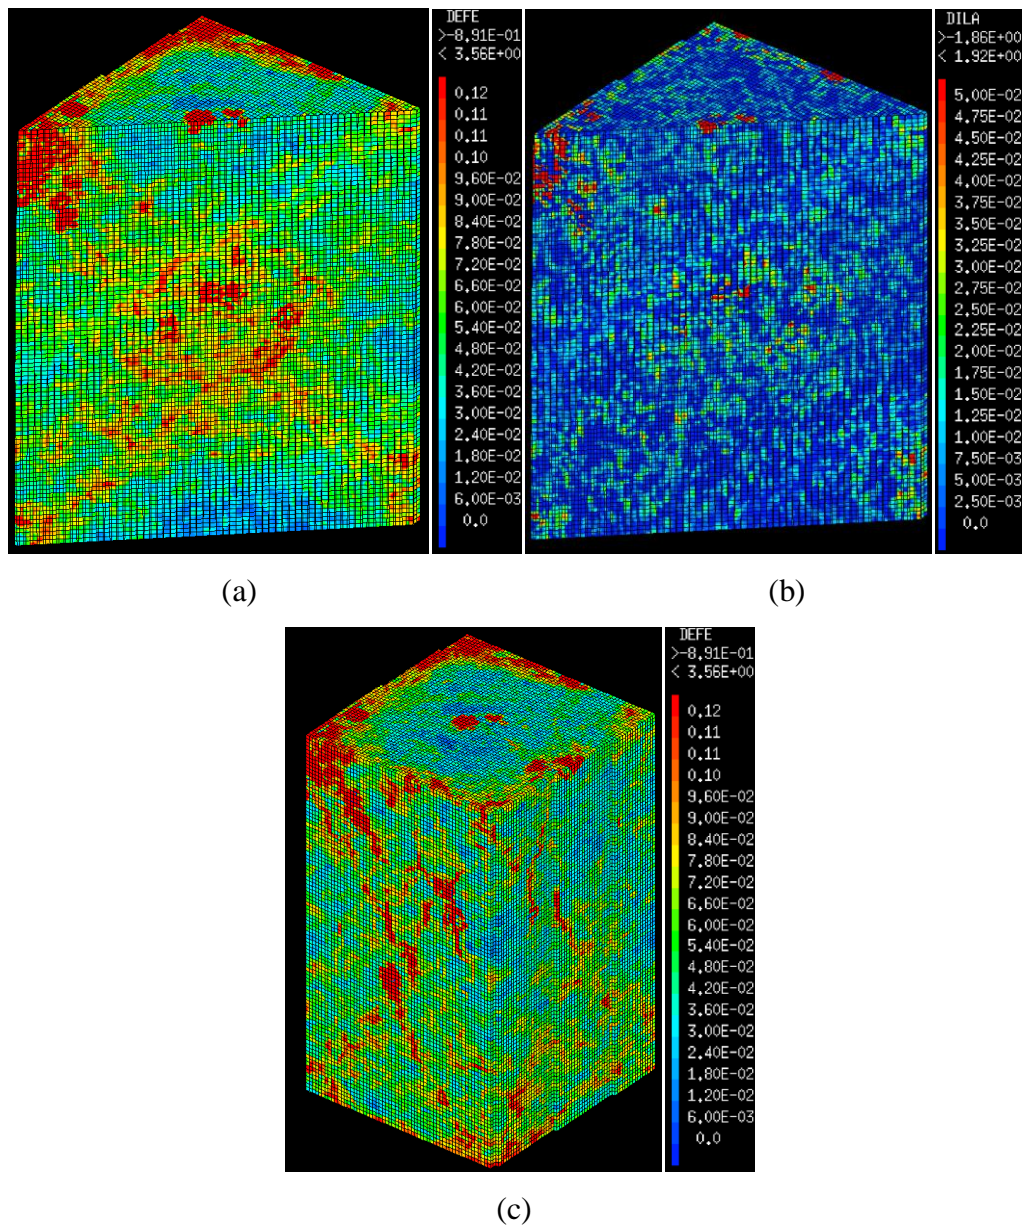 DEFE
>-8.91E-01
< 3.56E+00
0.12
0.11
0.11
0.10
9.60E-02
9.00E-02
8.40E-02
7.80E-02
7.20E-02
6.60E-02
6.00E-02
5.40E-02
4.80E-02
4.20E-02
3.60E-02
3.00E-02
2.40E-02
1.80E-02
1.20E-02
6.00E-03
0.0
DILA
>-1.86E+00
< 1.92E+00
5.00E-02
4.75E-02
4.50E-02
4.25E-02
4.00E-02
3.75E-02
3.50E-02
3.25E-02
3.00E-02
2.75E-02
2.50E-02
2.25E-02
2.00E-02
1.75E-02
1.50E-02
1.25E-02
1.00E-02
7.50E-03
5.00E-03
2.50E-03
0.0
(a)
(b)
DEFE
>-8.91E-01
< 3.56E+00
0.12
0.11
0.11
0.10
9.60E-02
9.00E-02
8.40E-02
7.80E-02
7.20E-02
6.60E-02
6.00E-02
5.40E-02
4.80E-02
4.20E-02
3.60E-02
3.00E-02
2.40E-02
1.80E-02
1.20E-02
6.00E-03
0.0
(c)